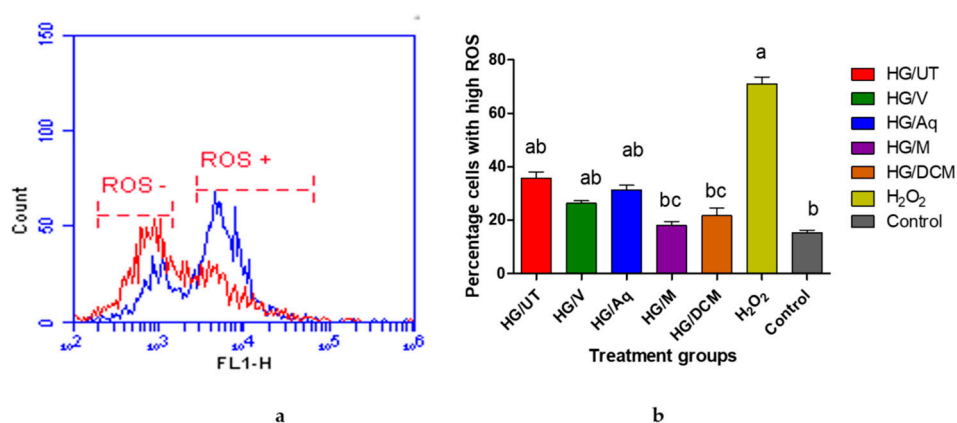 150
100
50
0
Count
ROS -
ROS +
10²
10³
10⁴
10⁵
10⁶
FL1-H
a
Percentage cells with high ROS
80
60
40
20
0
ab
ab
ab
bc
bc
a
b
HG/UT
HG/V
HG/Aq
HG/M
HG/DCM
H₂O₂
Control
Treatment groups
HG/UT
HG/V
HG/Aq
HG/M
HG/DCM
H₂O₂
Control
b